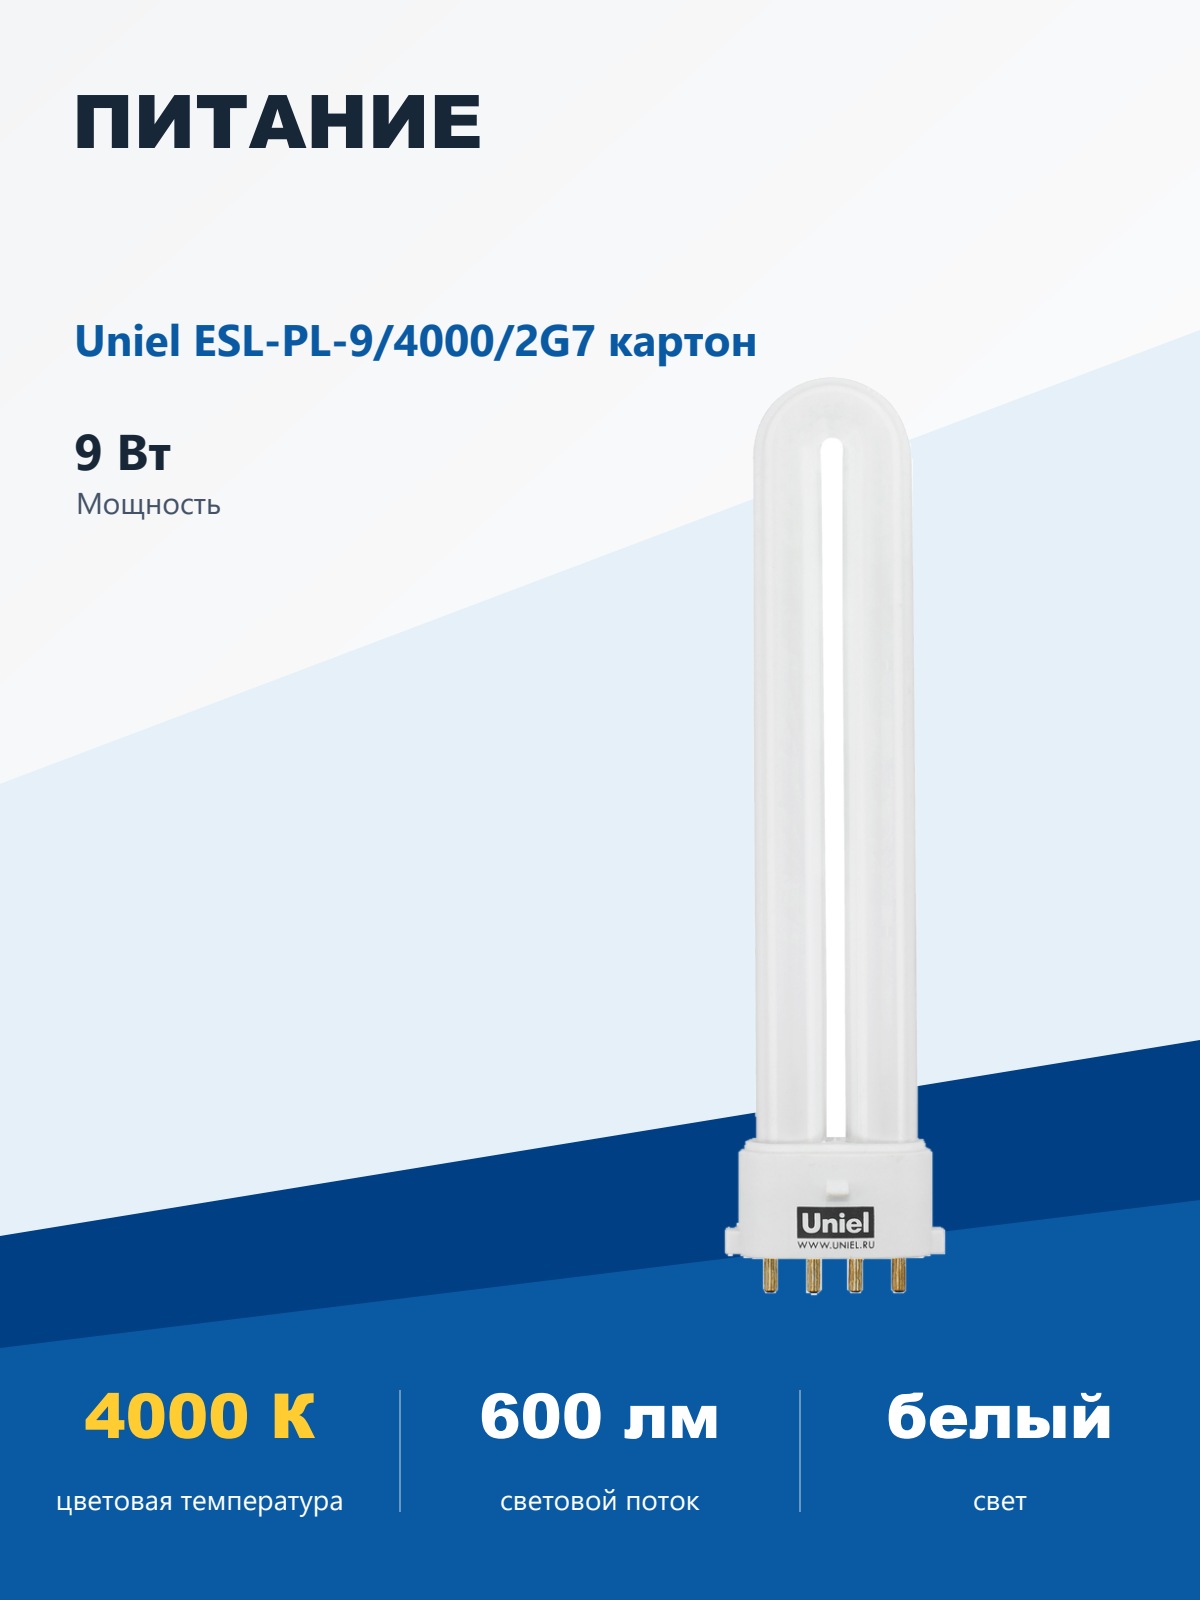 ПИТАНИЕ
Uniel ESL-PL-9/4000/2G7 картон
9 Вт
Мощность
Uniel
WWW.UNIEL.RU
4000 К
цветовая температура
600 лм
световой поток
белый
свет